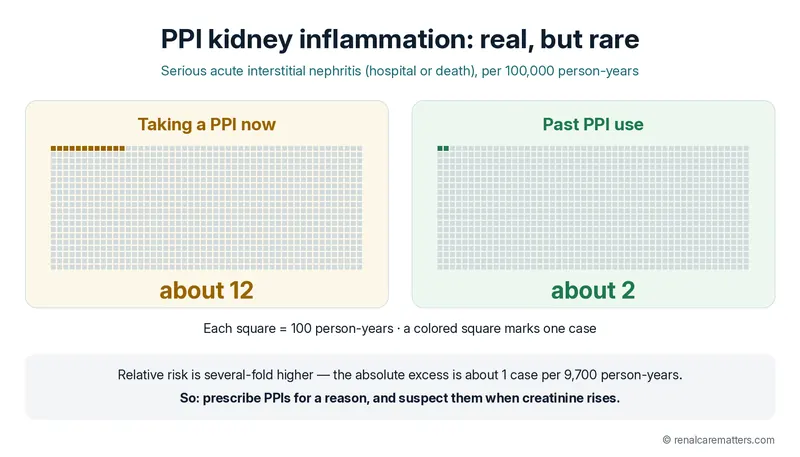 PPI kidney inflammation: real, but rare
Serious acute interstitial nephritis (hospital or death), per 100,000 person-years
Taking a PPI now
Past PPI use
about 12
about 2
Each square = 100 person-years · a colored square marks one case
Relative risk is several-fold higher — the absolute excess is about 1 case per 9,700 person-years.
So: prescribe PPIs for a reason, and suspect them when creatinine rises.
© renalcarematters.com